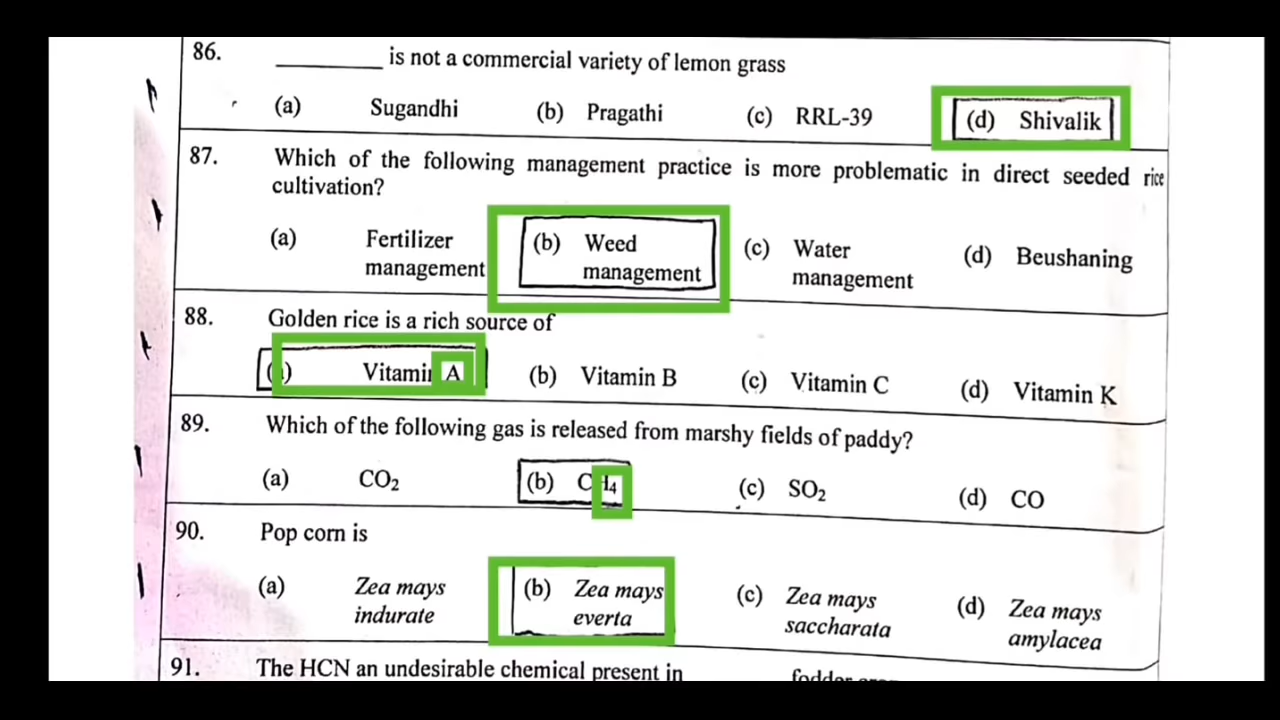 86. ________ is not a commercial variety of lemon grass
(a) Sugandhi (b) Pragathi (c) RRL-39 (d) Shivalik
87. Which of the following management practice is more problematic in direct seeded rice
cultivation?
(a) Fertilizer (b) Weed (c) Water (d) Beushaning
management management management
88. Golden rice is a rich source of
(a) Vitamin A (b) Vitamin B (c) Vitamin C (d) Vitamin K
89. Which of the following gas is released from marshy fields of paddy?
(a) CO₂ (b) CH₄ (c) SO₂ (d) CO
90. Pop corn is
(a) Zea mays (b) Zea mays (c) Zea mays (d) Zea mays
indurate everta saccharata amylacea
91. The HCN an undesirable chemical present in fodder